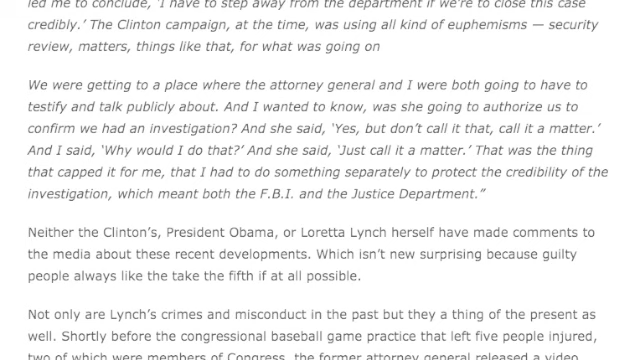 led me to conclude, 'I have to step away from the department if we're to close this case
credibly.' The Clinton campaign, at the time, was using all kind of euphemisms — security
review, matters, things like that, for what was going on
We were getting to a place where the attorney general and I were both going to have to
testify and talk publicly about. And I wanted to know, was she going to authorize us to
confirm we had an investigation? And she said, 'Yes, but don't call it that, call it a matter.'
And I said, 'Why would I do that?' And she said, 'Just call it a matter.' That was the thing
that capped it for me, that I had to do something separately to protect the credibility of the
investigation, which meant both the F.B.I. and the Justice Department."
Neither the Clinton's, President Obama, or Loretta Lynch herself have made comments to
the media about these recent developments. Which isn't new surprising because guilty
people always like the take the fifth if at all possible.
Not only are Lynch's crimes and misconduct in the past but they a thing of the present as
well. Shortly before the congressional baseball game practice that left five people injured,
two of which were members of Congress, the former attorney general released a video